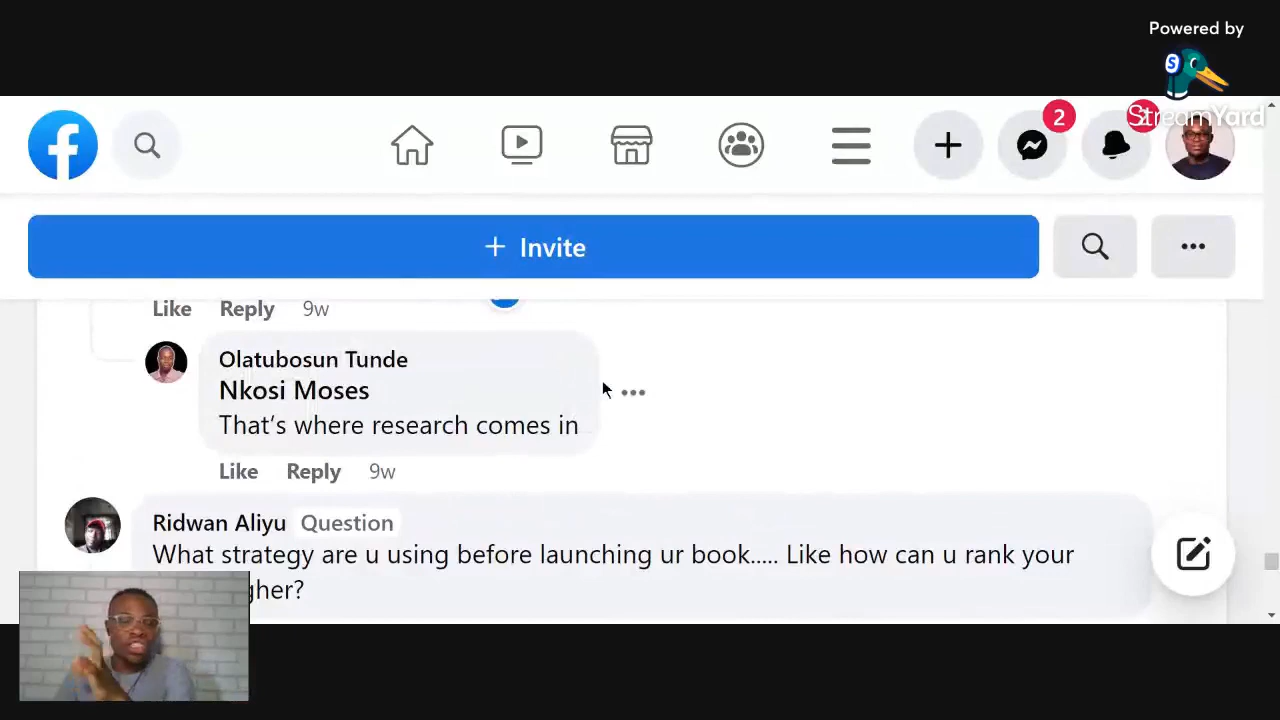 Powered by
StreamYard
2
+ Invite
Like Reply 9w
Olatubosun Tunde
Nkosi Moses
That's where research comes in
Like Reply 9w
Ridwan Aliyu Question
What strategy are u using before launching ur book..... Like how can u rank your
gher?